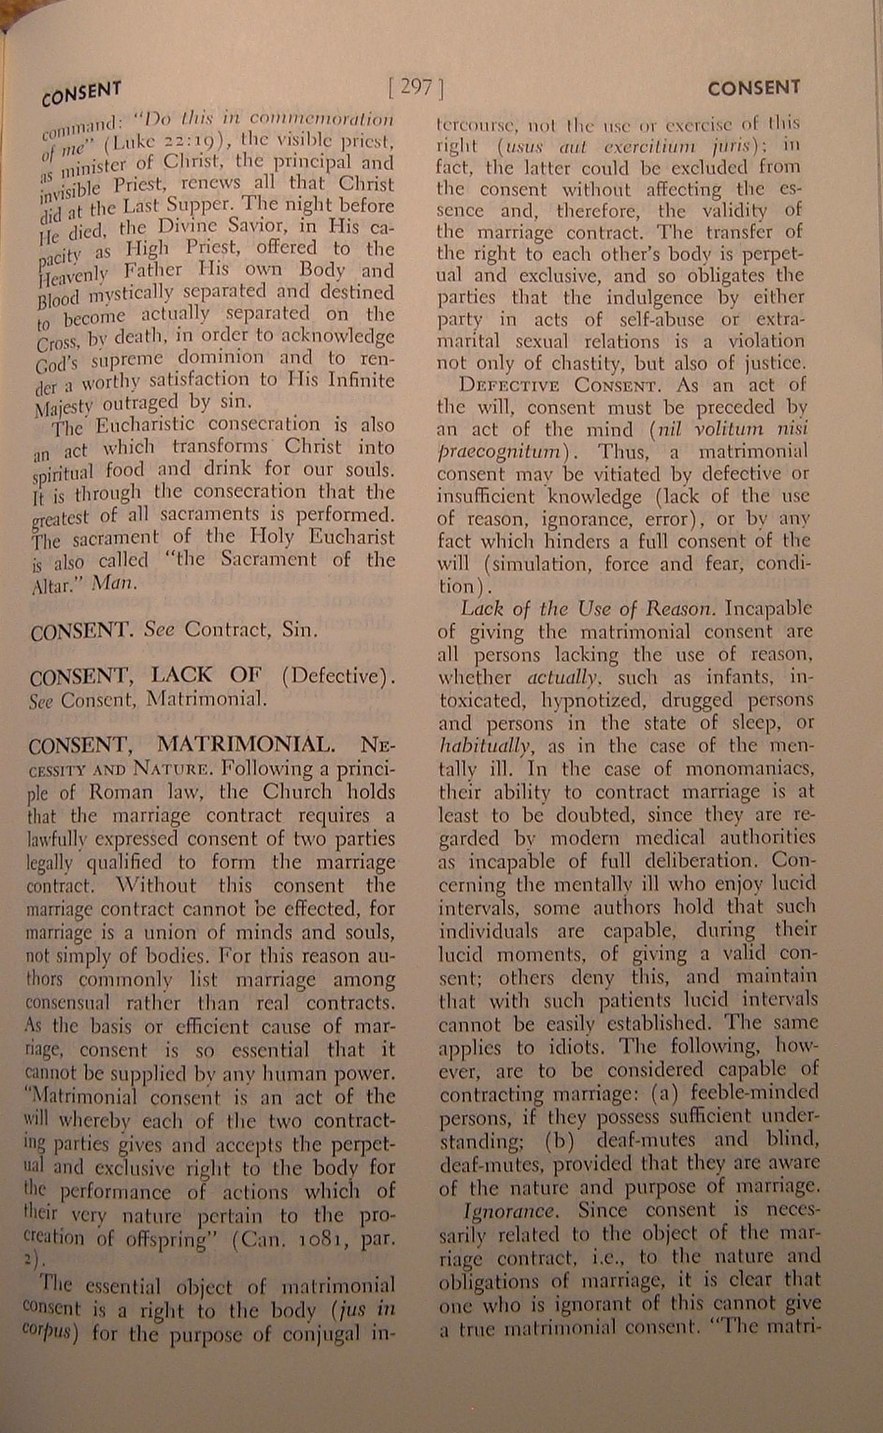 CONSENT
[ 297 ]
CONSENT
command: "Do this in commemoration
of me" (Luke 22:19), the visible priest,
as minister of Christ, the principal and
invisible Priest, renews all that Christ
did at the Last Supper. The night before
He died, the Divine Savior, in His ca-
pacity as High Priest, offered to the
Heavenly Father His own Body and
Blood mystically separated and destined
to become actually separated on the
Cross, by death, in order to acknowledge
God's supreme dominion and to ren-
der a worthy satisfaction to His Infinite
Majesty outraged by sin.
The Eucharistic consecration is also
an act which transforms Christ into
spiritual food and drink for our souls.
It is through the consecration that the
greatest of all sacraments is performed.
The sacrament of the Holy Eucharist
is also called "the Sacrament of the
Altar." Man.
CONSENT. See Contract, Sin.
CONSENT, LACK OF (Defective).
See Consent, Matrimonial.
CONSENT, MATRIMONIAL. NE-
CESSITY AND NATURE. Following a princi-
ple of Roman law, the Church holds
that the marriage contract requires a
lawfully expressed consent of two parties
legally qualified to form the marriage
contract. Without this consent the
marriage contract cannot be effected, for
marriage is a union of minds and souls,
not simply of bodies. For this reason au-
thors commonly list marriage among
consensual rather than real contracts.
As the basis or efficient cause of mar-
riage, consent is so essential that it
cannot be supplied by any human power.
"Matrimonial consent is an act of the
will whereby each of the two contract-
ing parties gives and accepts the perpet-
ual and exclusive right to the body for
the performance of actions which of
their very nature pertain to the pro-
creation of offspring" (Can. 1081, par.
2).
The essential object of matrimonial
consent is a right to the body (jus in
corpus) for the purpose of conjugal in-
tercourse, not the use or exercise of this
right (usus aut exercitium juris); in
fact, the latter could be excluded from
the consent without affecting the es-
sence and, therefore, the validity of
the marriage contract. The transfer of
the right to each other's body is perpet-
ual and exclusive, and so obligates the
parties that the indulgence by either
party in acts of self-abuse or extra-
marital sexual relations is a violation
not only of chastity, but also of justice.
DEFECTIVE CONSENT. As an act of
the will, consent must be preceded by
an act of the mind (nil volitum nisi
praecognitum). Thus, a matrimonial
consent may be vitiated by defective or
insufficient knowledge (lack of the use
of reason, ignorance, error), or by any
fact which hinders a full consent of the
will (simulation, force and fear, condi-
tion).
Lack of the Use of Reason. Incapable
of giving the matrimonial consent are
all persons lacking the use of reason,
whether actually, such as infants, in-
toxicated, hypnotized, drugged persons
and persons in the state of sleep, or
habitually, as in the case of the men-
tally ill. In the case of monomaniacs,
their ability to contract marriage is at
least to be doubted, since they are re-
garded by modern medical authorities
as incapable of full deliberation. Con-
cerning the mentally ill who enjoy lucid
intervals, some authors hold that such
individuals are capable, during their
lucid moments, of giving a valid con-
sent; others deny this, and maintain
that with such patients lucid intervals
cannot be easily established. The same
applies to idiots. The following, how-
ever, are to be considered capable of
contracting marriage: (a) feeble-minded
persons, if they possess sufficient under-
standing; (b) deaf-mutes and blind,
deaf-mutes, provided that they are aware
of the nature and purpose of marriage.
Ignorance. Since consent is neces-
sarily related to the object of the mar-
riage contract, i.e., to the nature and
obligations of marriage, it is clear that
one who is ignorant of this cannot give
a true matrimonial consent. "The matri-